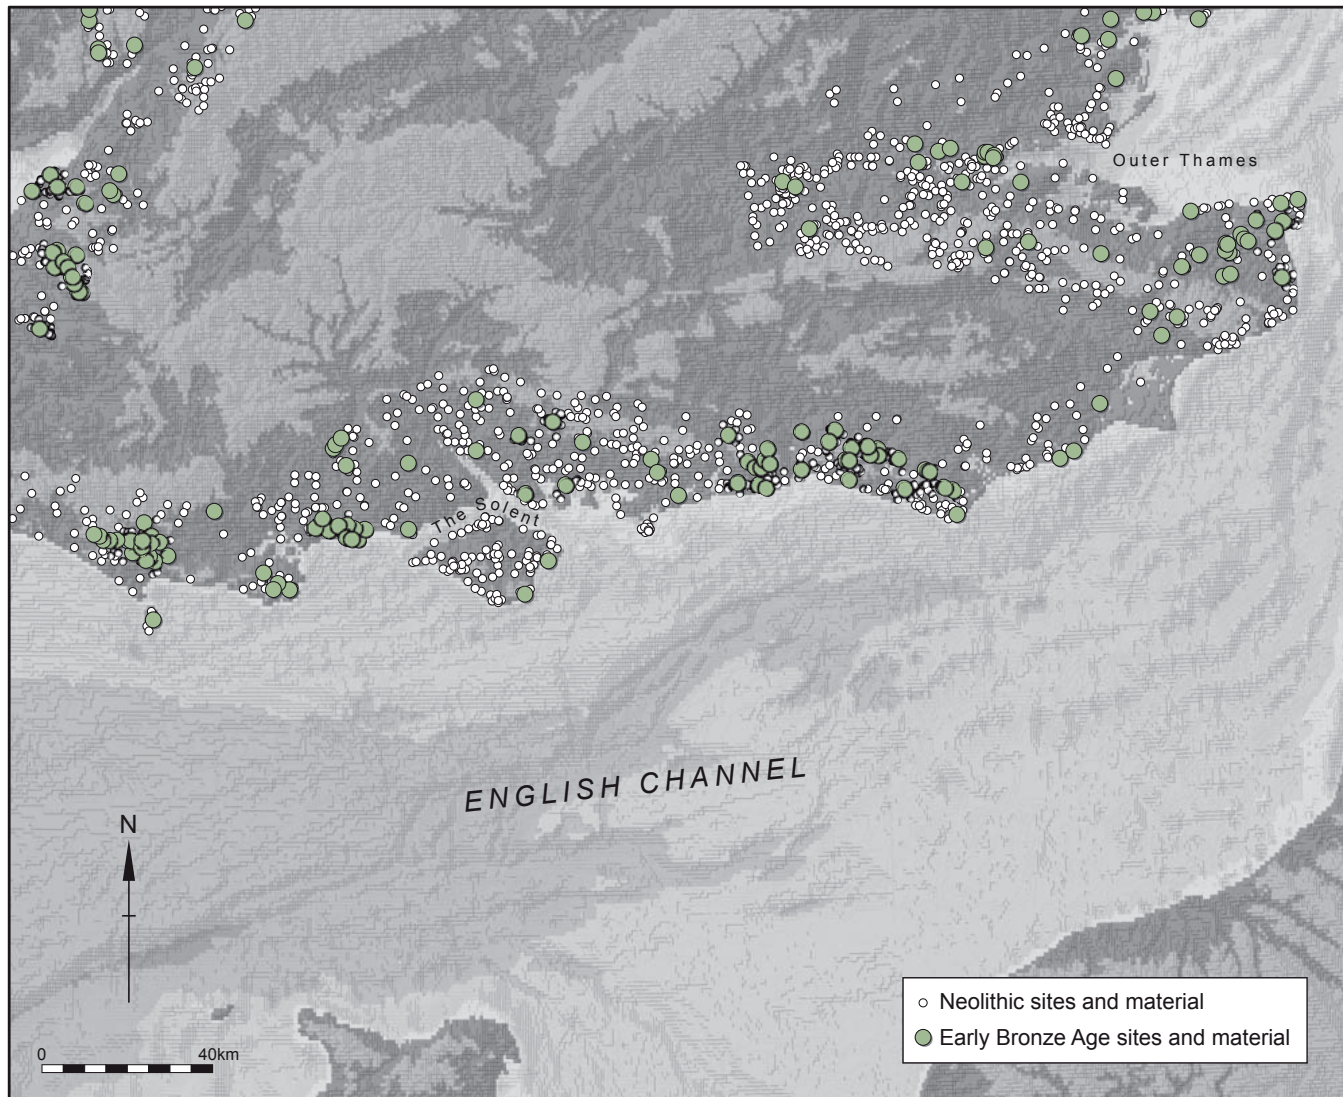 Outer Thames
The Solent
ENGLISH CHANNEL
N
0 40km
Neolithic sites and material
Early Bronze Age sites and material